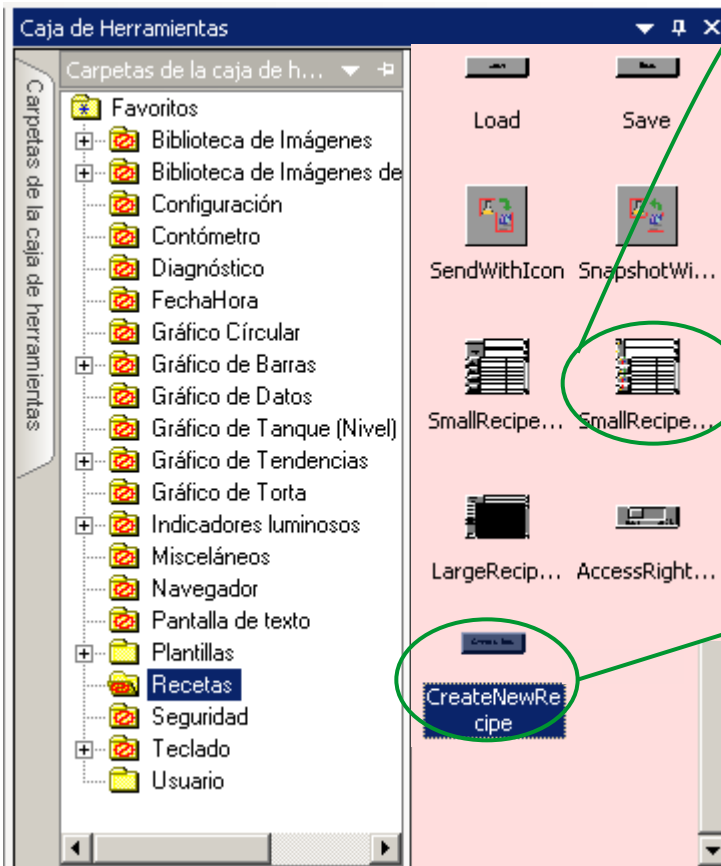 Caja de Herramientas
Carpetas de la caja de herramientas
Carpetas de la caja de h...
Favoritos
Biblioteca de Imágenes
Biblioteca de Imágenes de
Configuración
Contómetro
Diagnóstico
FechaHora
Gráfico Círcular
Gráfico de Barras
Gráfico de Datos
Gráfico de Tanque (Nivel)
Gráfico de Tendencias
Gráfico de Torta
Indicadores luminosos
Misceláneos
Navegador
Pantalla de texto
Plantillas
Recetas
Seguridad
Teclado
Usuario
Load
Save
SendWithIcon
SnapshotWi...
SmallRecipe...
SmallRecipe...
LargeRecip...
AccessRight...
CreateNewRe
cipe